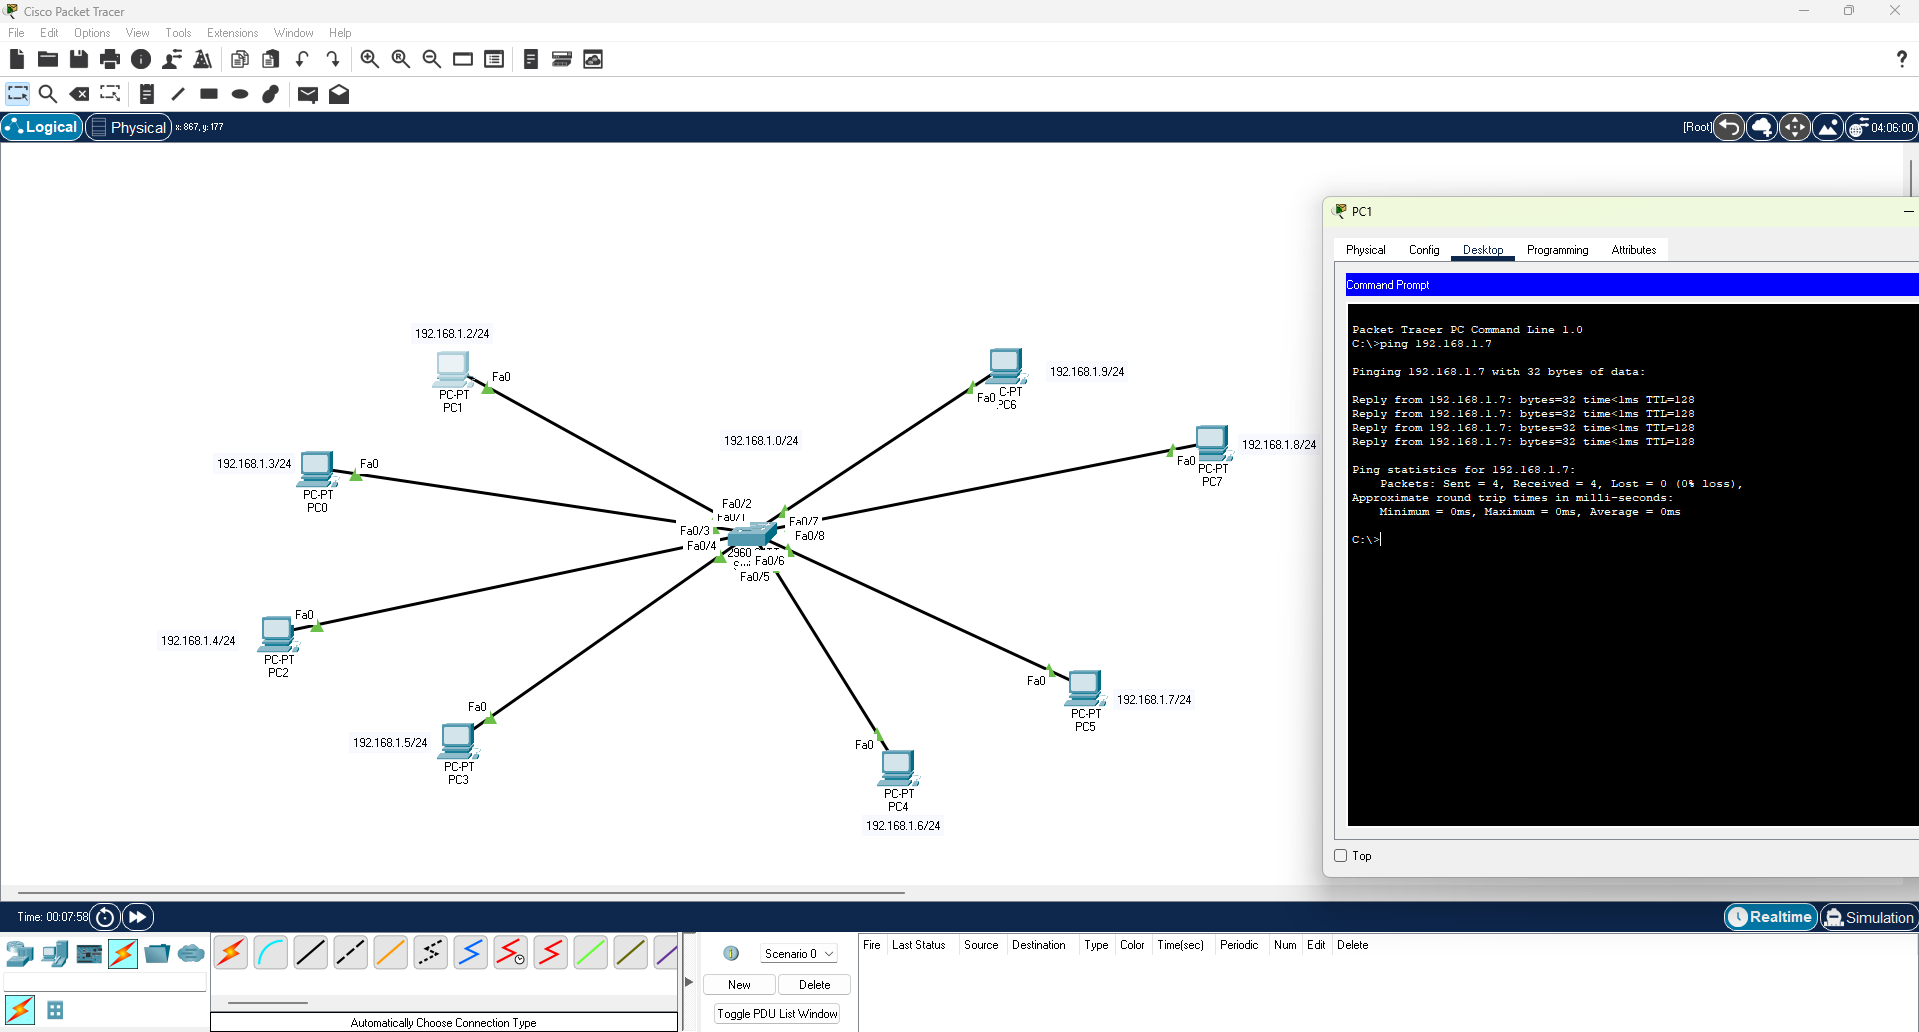 Cisco Packet Tracer
File Edit Options View Tools Extensions Window Help
?
Logical Physical x: 867, y: 177 [Root] 04:06:00
192.168.1.2/24
Fa0
PC-PT
PC1
192.168.1.9/24
Fa0
C-PT
PC6
192.168.1.0/24
192.168.1.3/24
Fa0
PC-PT
PC0
192.168.1.8/24
Fa0
PC-PT
PC7
Fa0/2
Fa0/1
Fa0/3
Fa0/4
Fa0/7
Fa0/8
2960
Fa0/6
Fa0/5
192.168.1.4/24
Fa0
PC-PT
PC2
Fa0
192.168.1.7/24
PC-PT
PC5
Fa0
192.168.1.5/24
PC-PT
PC3
Fa0
PC-PT
PC4
192.168.1.6/24
PC1
Physical Config Desktop Programming Attributes
Command Prompt
Packet Tracer PC Command Line 1.0
C:\>ping 192.168.1.7
Pinging 192.168.1.7 with 32 bytes of data:
Reply from 192.168.1.7: bytes=32 time<1ms TTL=128
Reply from 192.168.1.7: bytes=32 time<1ms TTL=128
Reply from 192.168.1.7: bytes=32 time<1ms TTL=128
Reply from 192.168.1.7: bytes=32 time<1ms TTL=128
Ping statistics for 192.168.1.7:
Packets: Sent = 4, Received = 4, Lost = 0 (0% loss),
Approximate round trip times in milli-seconds:
Minimum = 0ms, Maximum = 0ms, Average = 0ms
C:\>
Top
Time: 00:07:58 Realtime Simulation
Scenario 0
New Delete
Toggle PDU List Window
Fire Last Status Source Destination Type Color Time(sec) Periodic Num Edit Delete
Automatically Choose Connection Type